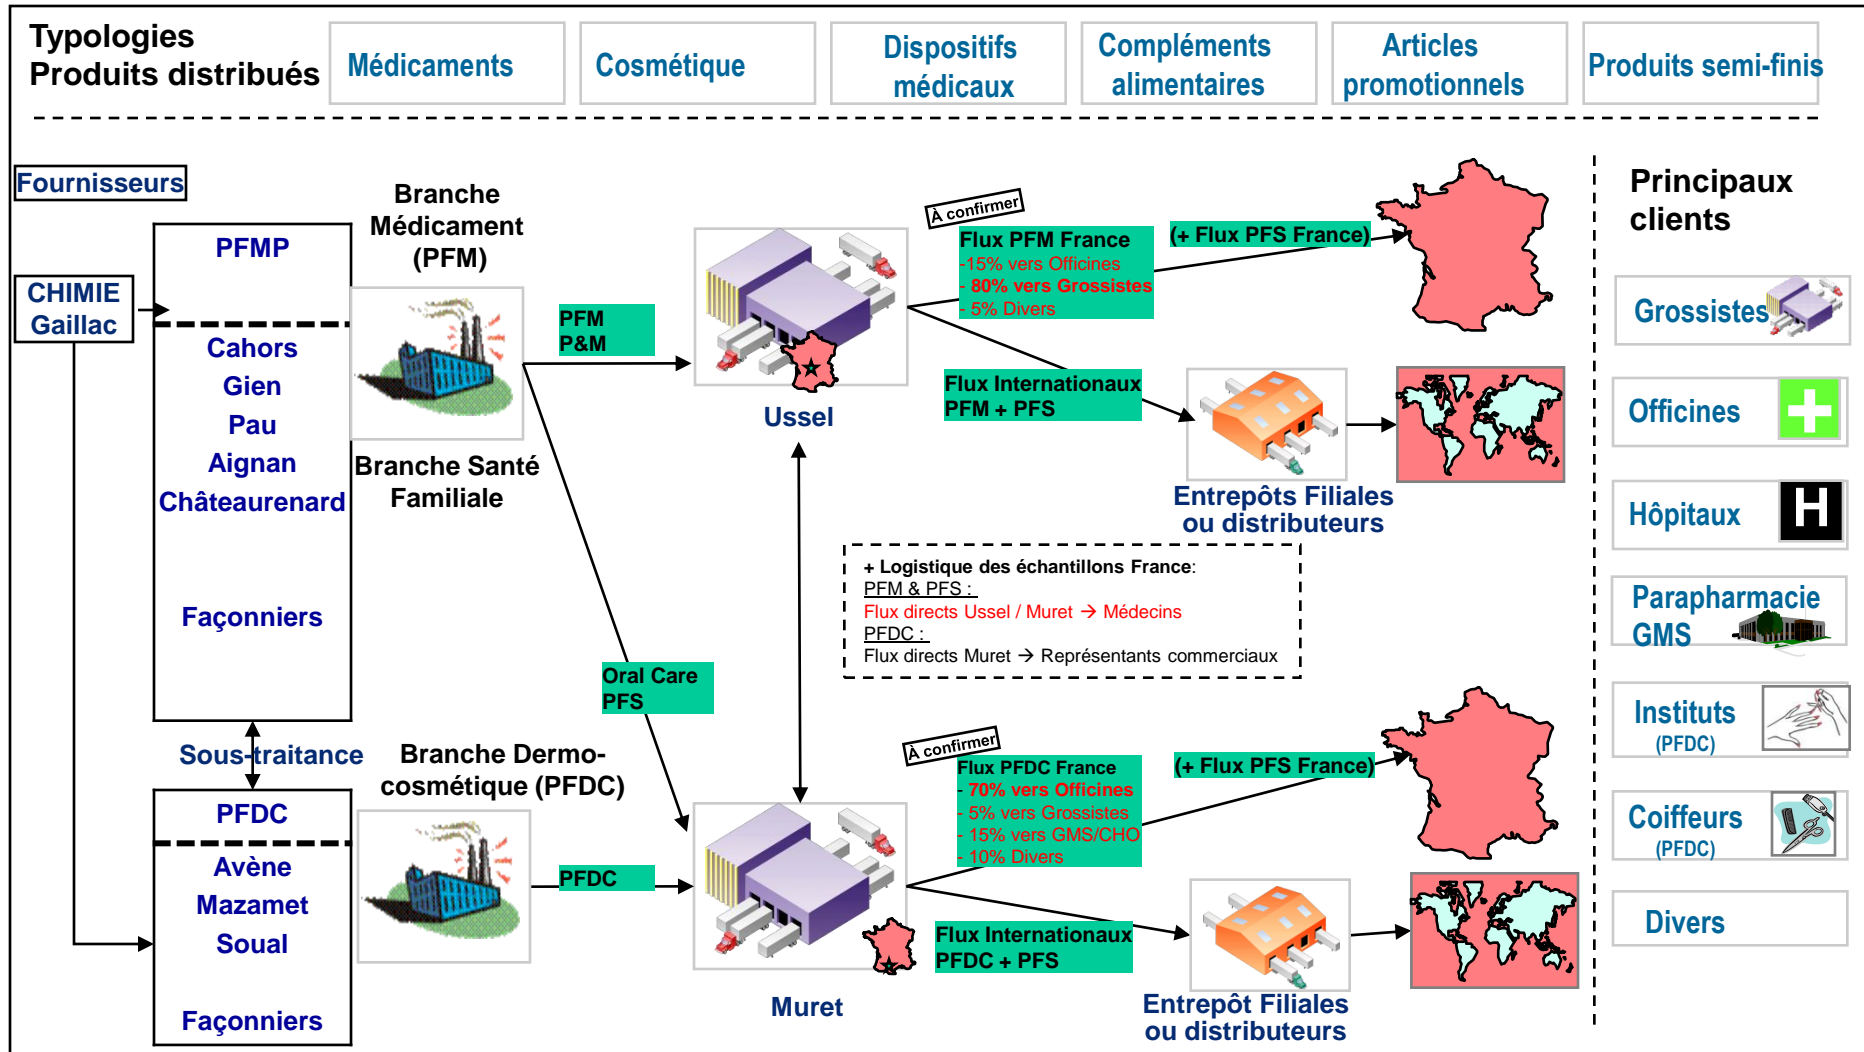 Typologies
Produits distribués
Médicaments
Cosmétique
Dispositifs
médicaux
Compléments
alimentaires
Articles
promotionnels
Produits semi-finis
Fournisseurs
CHIMIE
Gaillac
PFMP
Cahors
Gien
Pau
Aignan
Châteaurenard
Façonniers
Sous-traitance
PFDC
Avène
Mazamet
Soual
Façonniers
Branche
Médicament
(PFM)
Branche Santé
Familiale
Branche Dermo-
cosmétique (PFDC)
PFM
P&M
Oral Care
PFS
PFDC
Ussel
Muret
À confirmer
Flux PFM France
-15% vers Officines
- 80% vers Grossistes
- 5% Divers
(+ Flux PFS France)
Flux Internationaux
PFM + PFS
Entrepôts Filiales
ou distributeurs
+ Logistique des échantillons France:
PFM & PFS :
Flux directs Ussel / Muret → Médecins
PFDC :
Flux directs Muret → Représentants commerciaux
À confirmer
Flux PFDC France
- 70% vers Officines
- 5% vers Grossistes
- 15% vers GMS/CHO
- 10% Divers
(+ Flux PFS France)
Flux Internationaux
PFDC + PFS
Entrepôt Filiales
ou distributeurs
Principaux
clients
Grossistes
Officines
Hôpitaux
H
Parapharmacie
GMS
Instituts
(PFDC)
Coiffeurs
(PFDC)
Divers